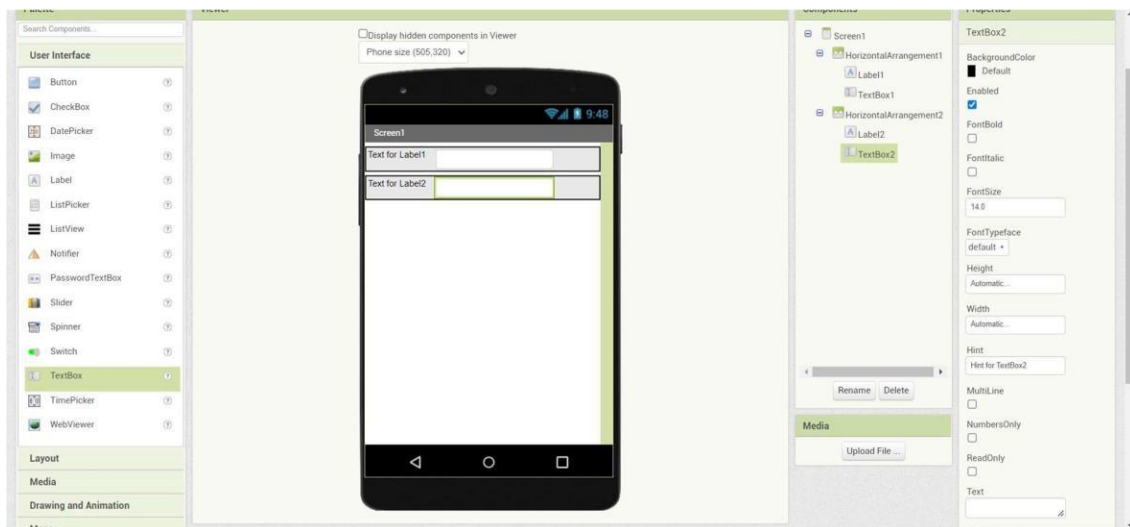 Palette
Search Components...
User Interface
Button
CheckBox
DatePicker
Image
Label
ListPicker
ListView
Notifier
PasswordTextBox
Slider
Spinner
Switch
TextBox
TimePicker
WebViewer
Layout
Media
Drawing and Animation
Viewer
Display hidden components in Viewer
Phone size (505,320)
9:48
Screen1
Text for Label1
Text for Label2
Components
Screen1
HorizontalArrangement1
Label1
TextBox1
HorizontalArrangement2
Label2
TextBox2
Rename Delete
Media
Upload File ...
Properties
TextBox2
BackgroundColor
Default
Enabled
FontBold
FontItalic
FontSize
14.0
FontTypeface
default
Height
Automatic...
Width
Automatic...
Hint
Hint for TextBox2
MultiLine
NumbersOnly
ReadOnly
Text